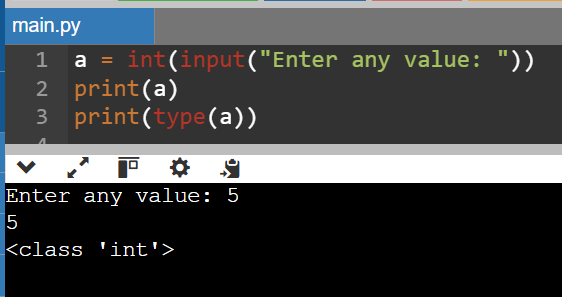 main.py
1 a = int(input("Enter any value: "))
2 print(a)
3 print(type(a))
Enter any value: 5
5
<class 'int'>